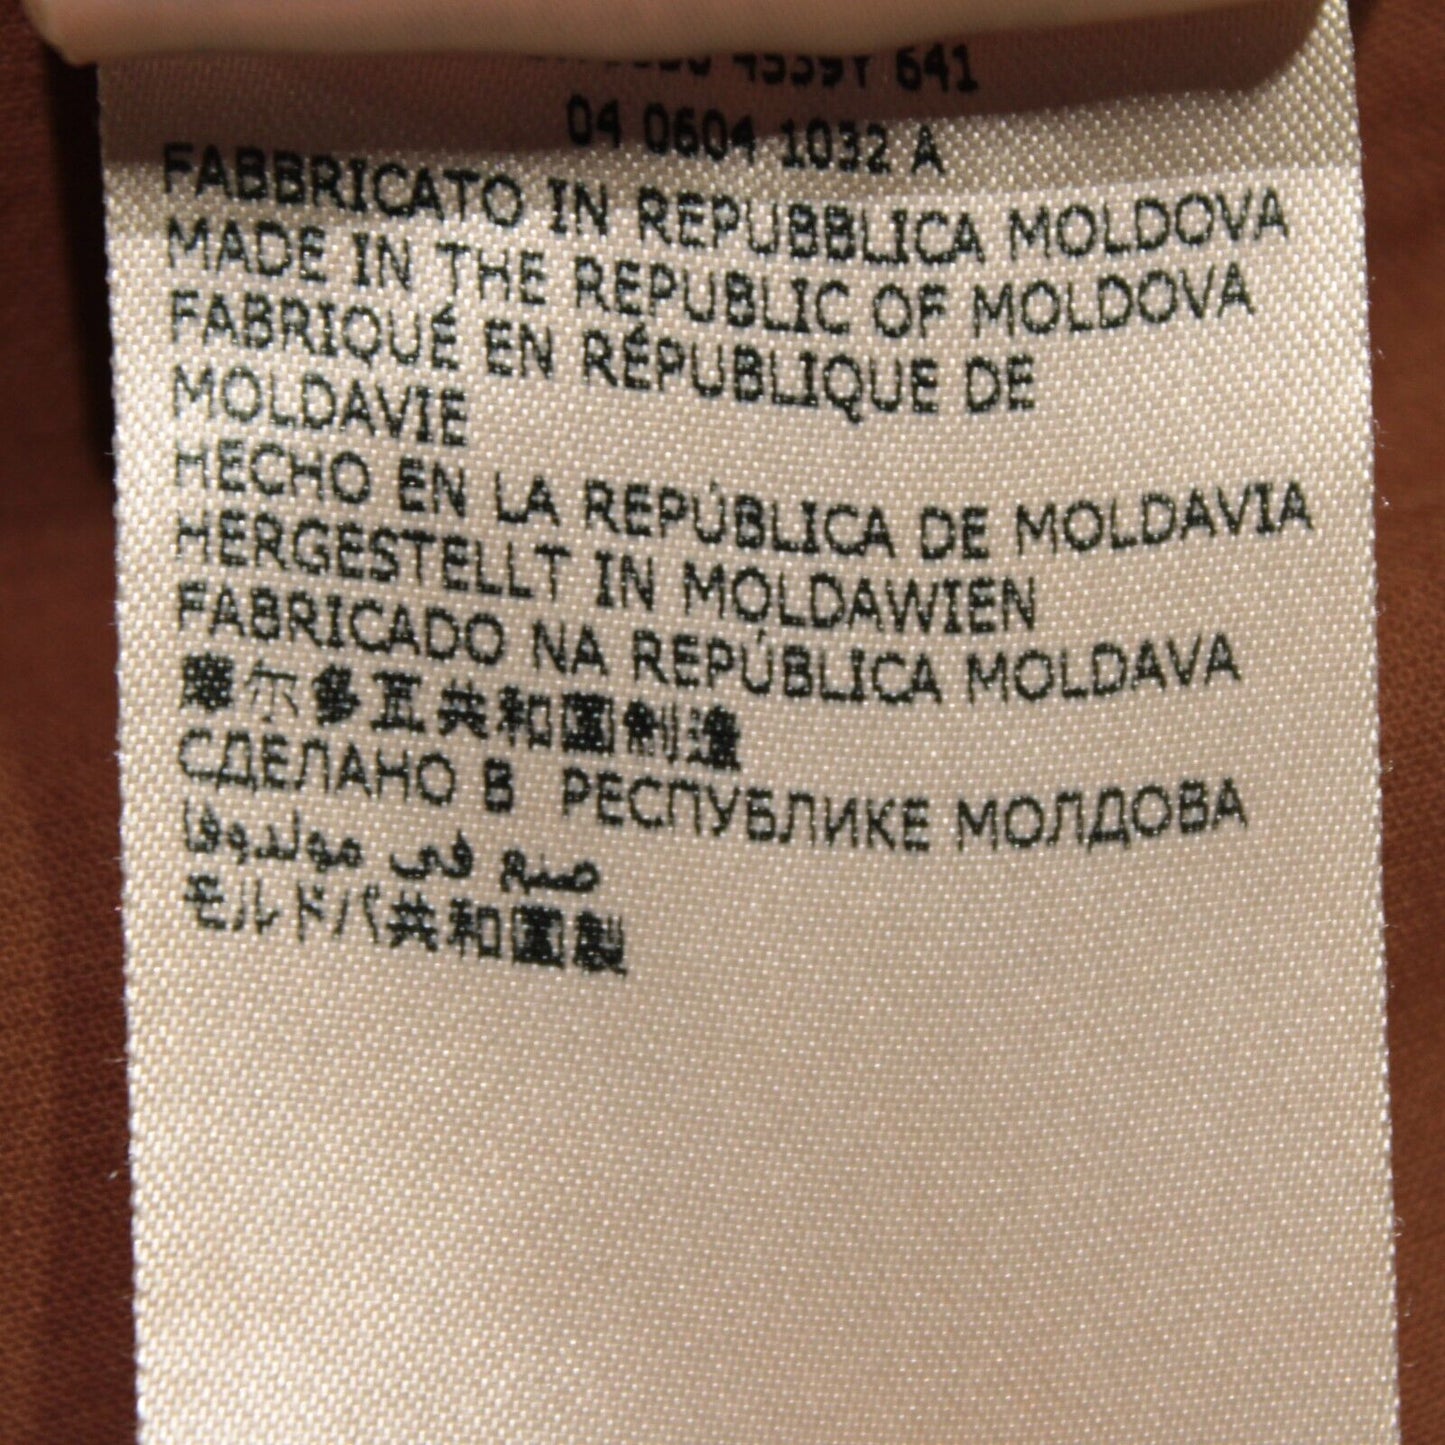 641
04 0604 1032 A
FABBRICATO IN REPUBBLICA MOLDOVA
MADE IN THE REPUBLIC OF MOLDOVA
FABRIQUÉ EN RÉPUBLIQUE DE
MOLDAVIE
HECHO EN LA REPÚBLICA DE MOLDAVIA
HERGESTELLT IN MOLDAWIEN
FABRICADO NA REPÚBLICA MOLDAVA
摩尔多瓦共和国制造
СДЕЛАНО В РЕСПУБЛИКЕ МОЛДОВА
صنع في مولدوفا
モルドバ共和国製